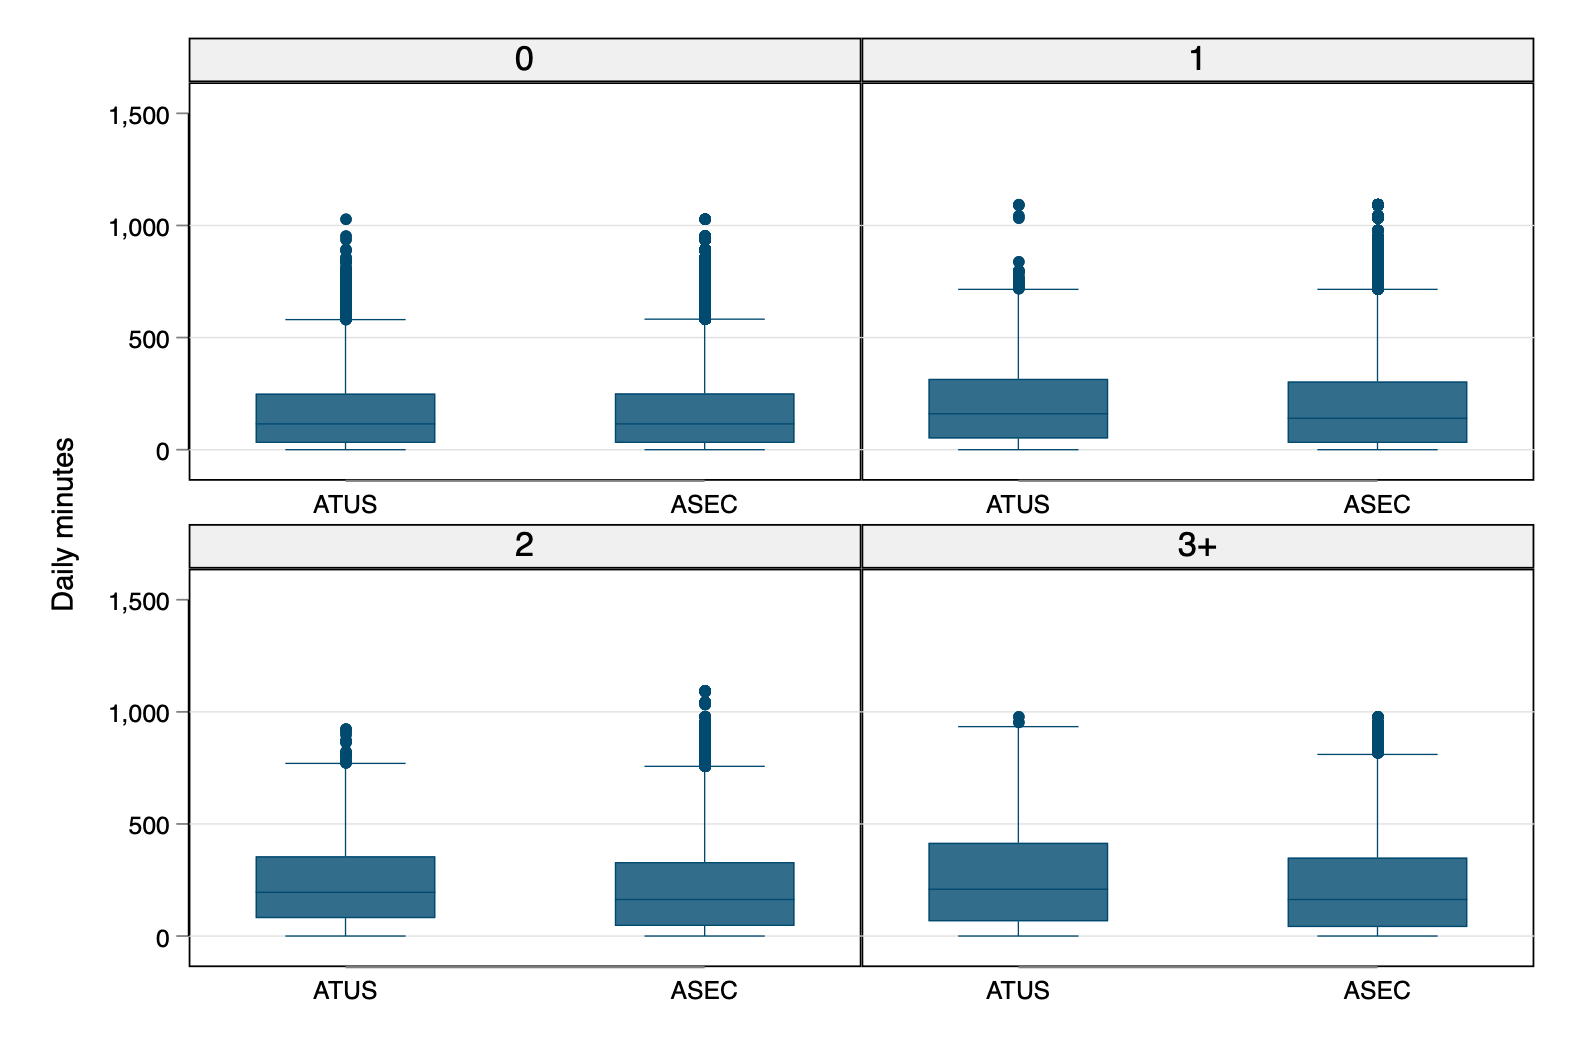 0
1
1,500
1,000
500
0
ATUS
ASEC
ATUS
ASEC
Daily minutes
2
3+
1,500
1,000
500
0
ATUS
ASEC
ATUS
ASEC